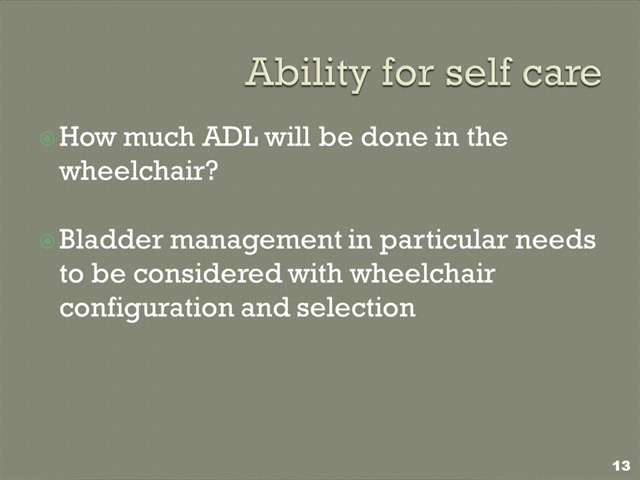 Ability for self care
How much ADL will be done in the
wheelchair?
Bladder management in particular needs
to be considered with wheelchair
configuration and selection
13